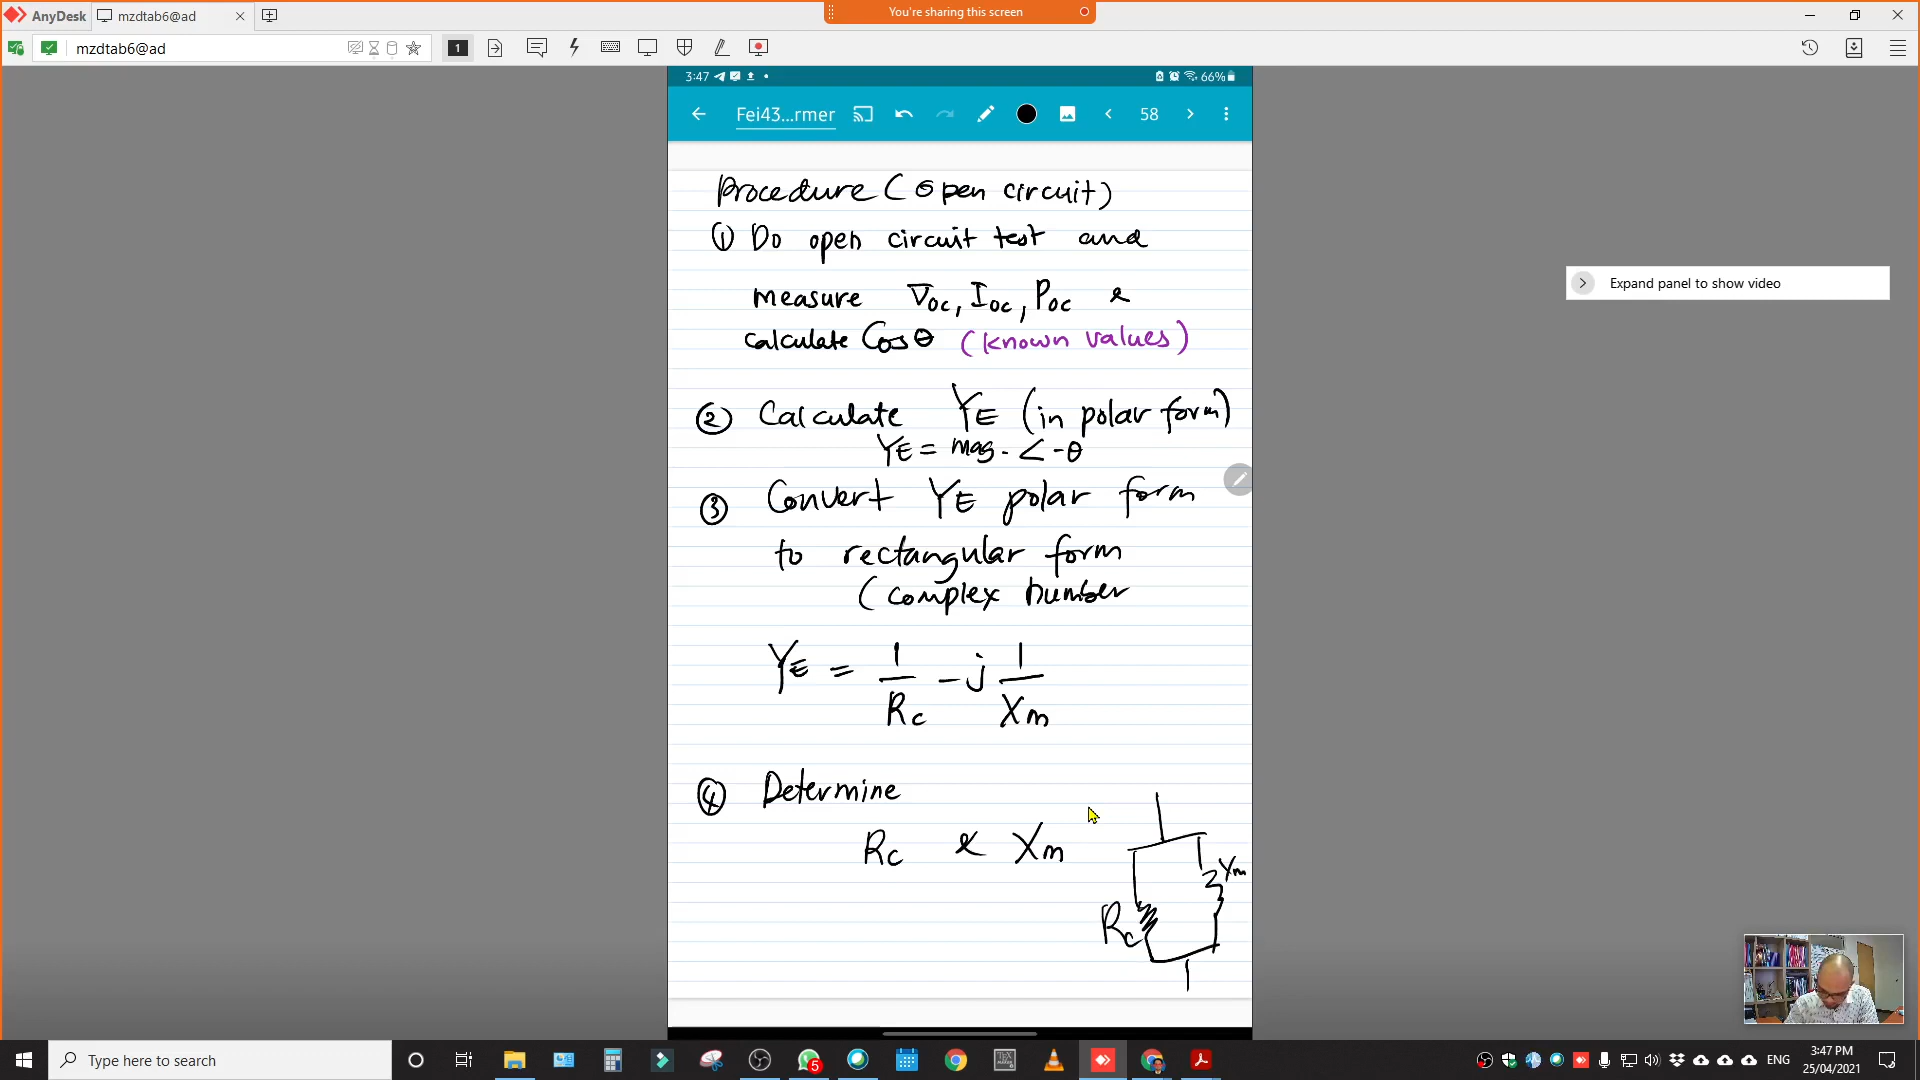 AnyDesk
mzdtab6@ad
You're sharing this screen
mzdtab6@ad
1
3:47
66%
Fei43...rmer
58
Procedure (open circuit)
① Do open circuit test and
measure Voc, Ioc, Poc &
calculate Cos θ (known values)
② Calculate YE (in polar form)
YE = mag. ∠ -θ
③ Convert YE polar form
to rectangular form
(complex number
YE = 1/Rc - j 1/Xm
④ Determine
Rc & Xm
Xm
Rc
Expand panel to show video
Type here to search
5
ENG
3:47 PM
25/04/2021